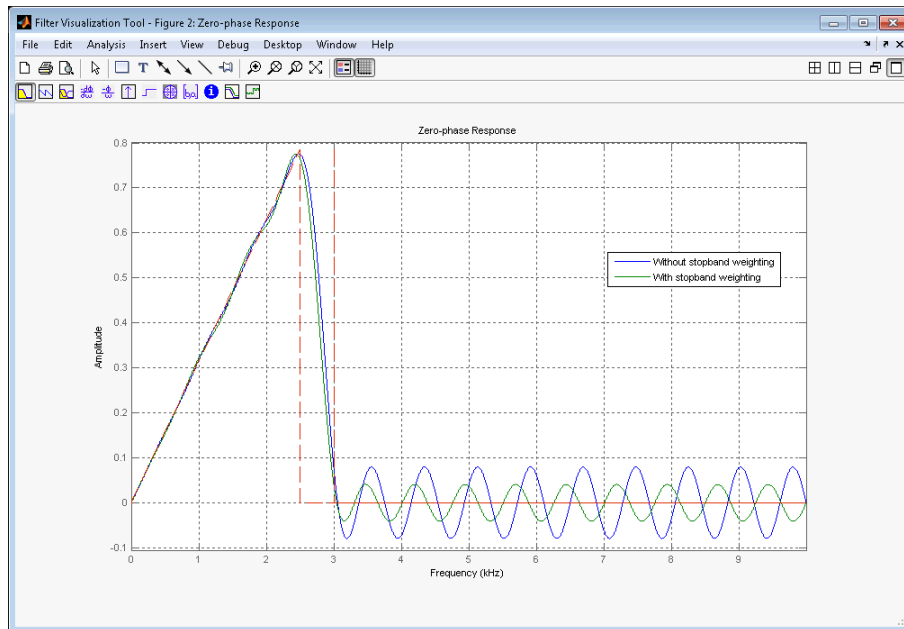 Filter Visualization Tool - Figure 2: Zero-phase Response
File Edit Analysis Insert View Debug Desktop Window Help
Zero-phase Response
0.8
0.7
0.6
0.5
0.4
0.3
0.2
0.1
0
-0.1
Amplitude
Without stopband weighting
With stopband weighting
0 1 2 3 4 5 6 7 8 9
Frequency (kHz)